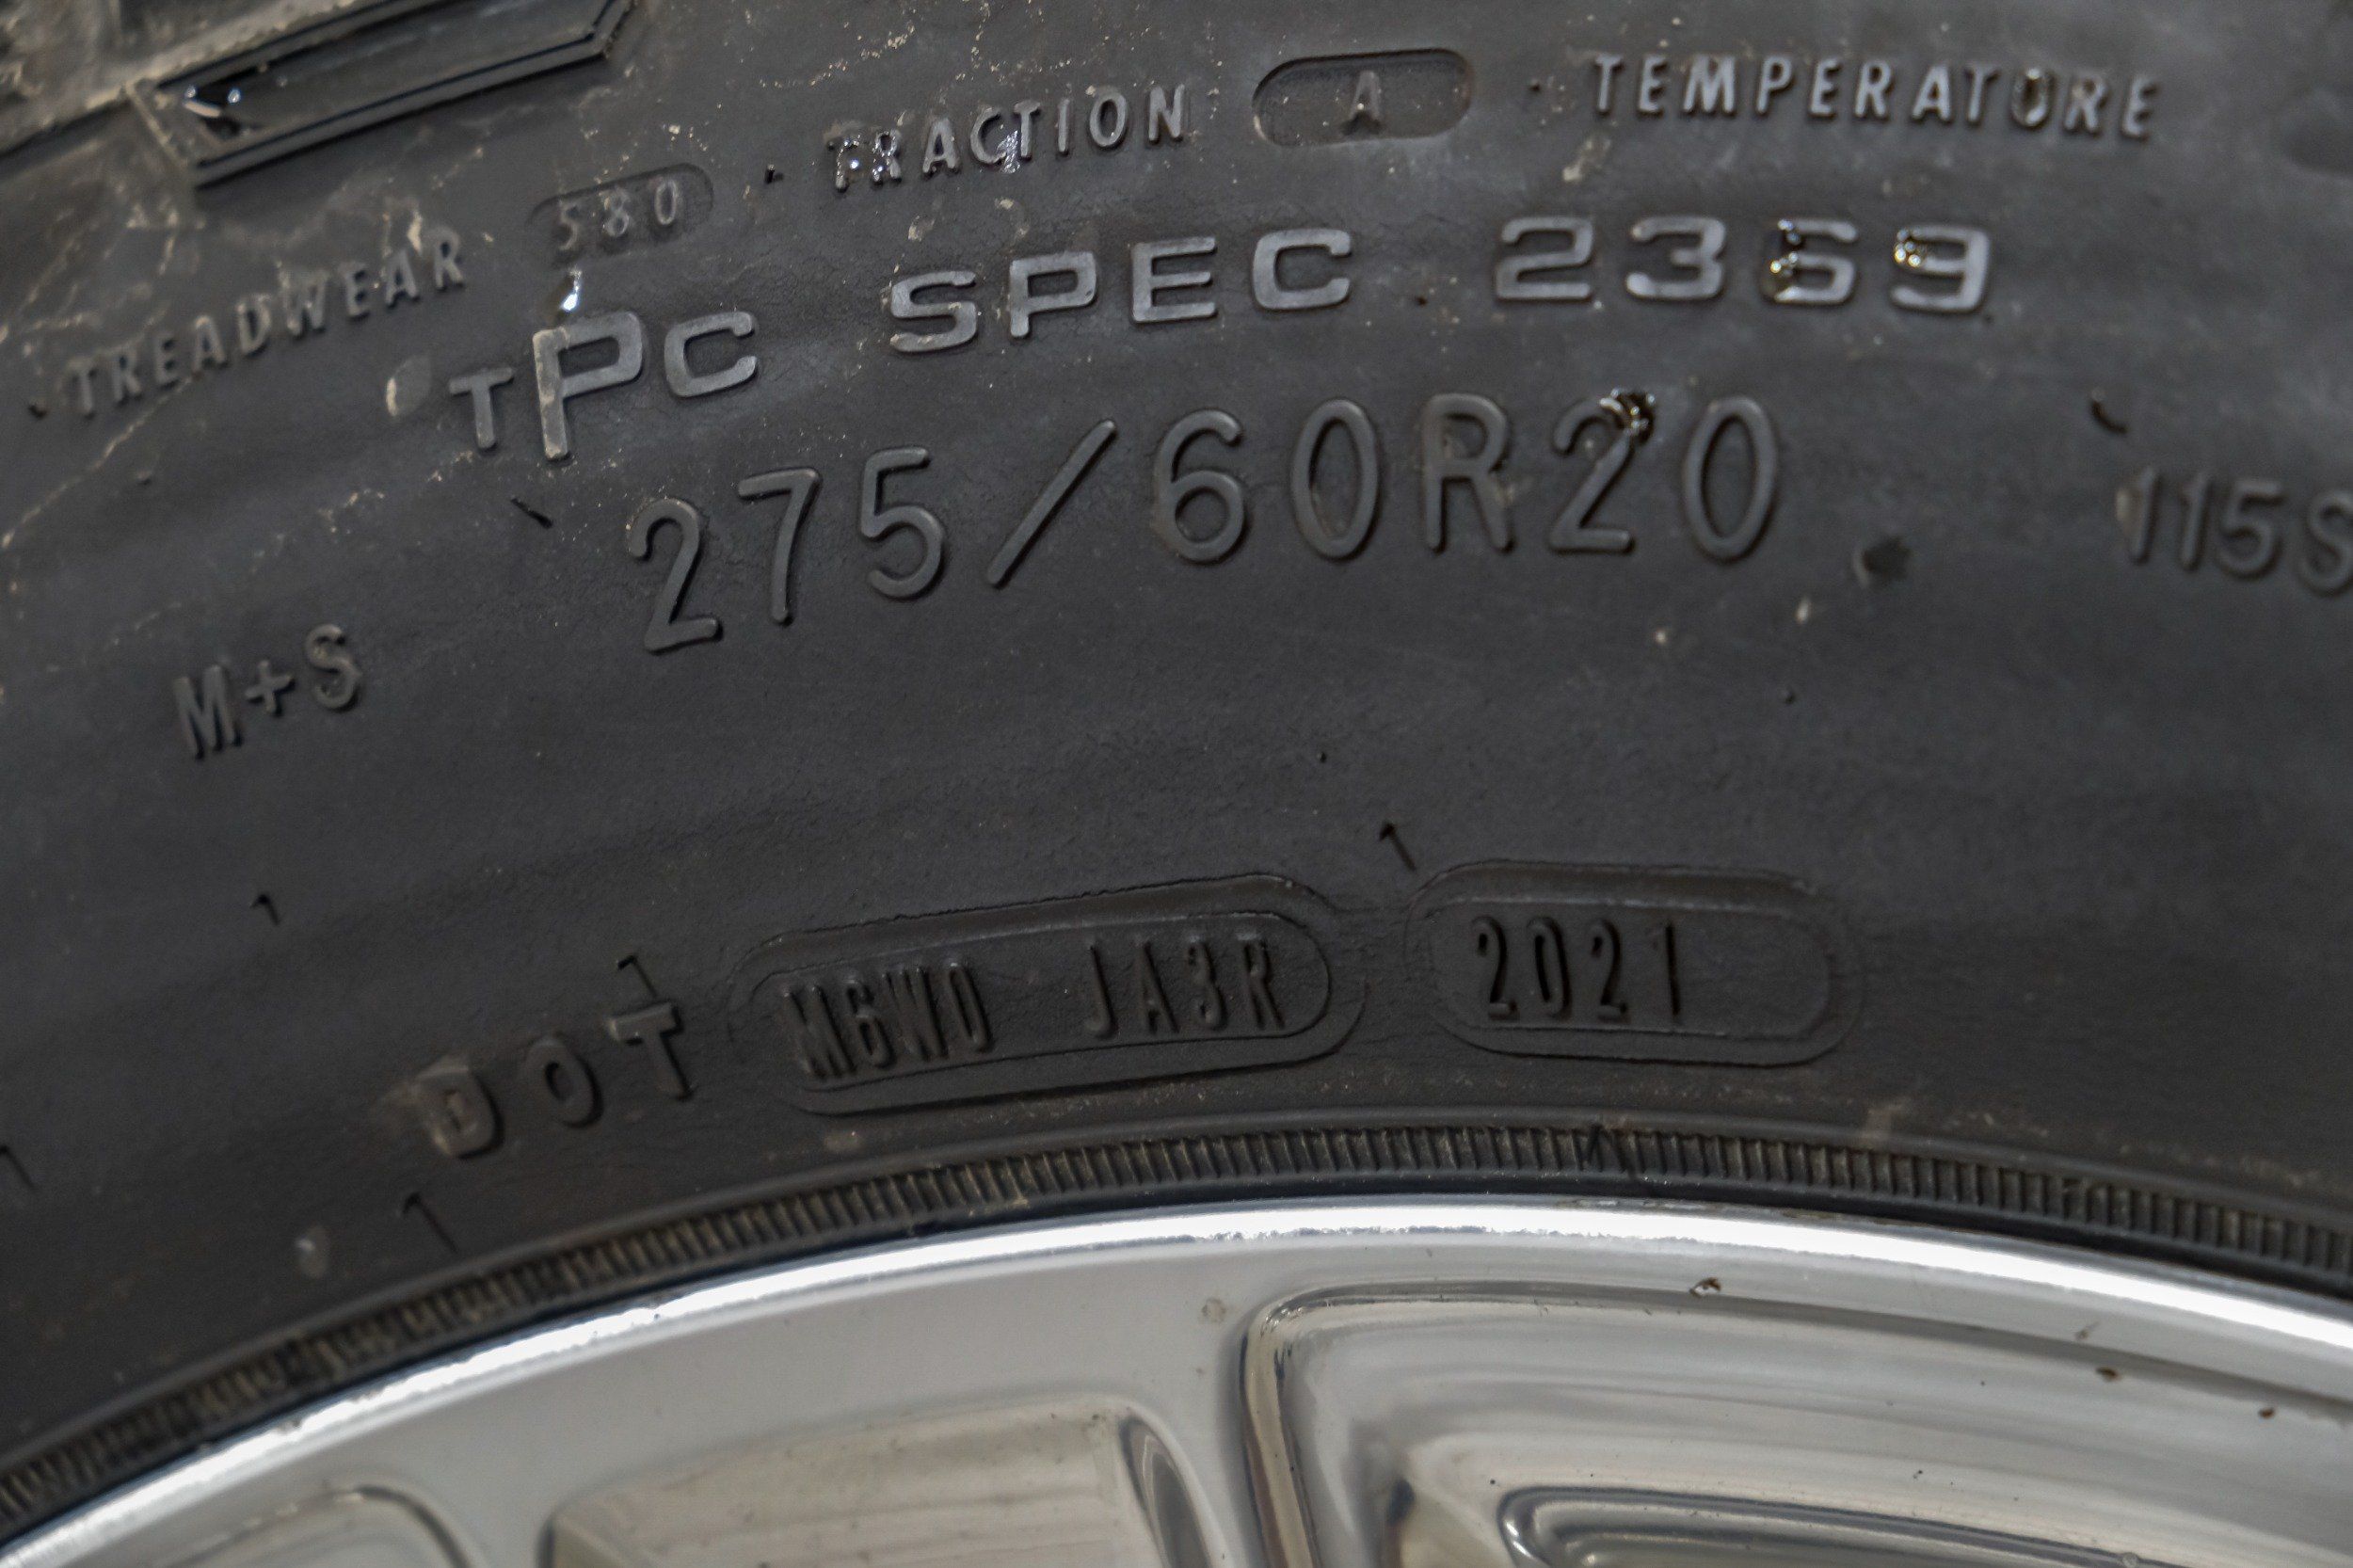 TREADWEAR 580 · TRACTION A · TEMPERATURE
TPC SPEC 2369
M+S 275/60R20 115S
DOT M6W0 JA3R 2021